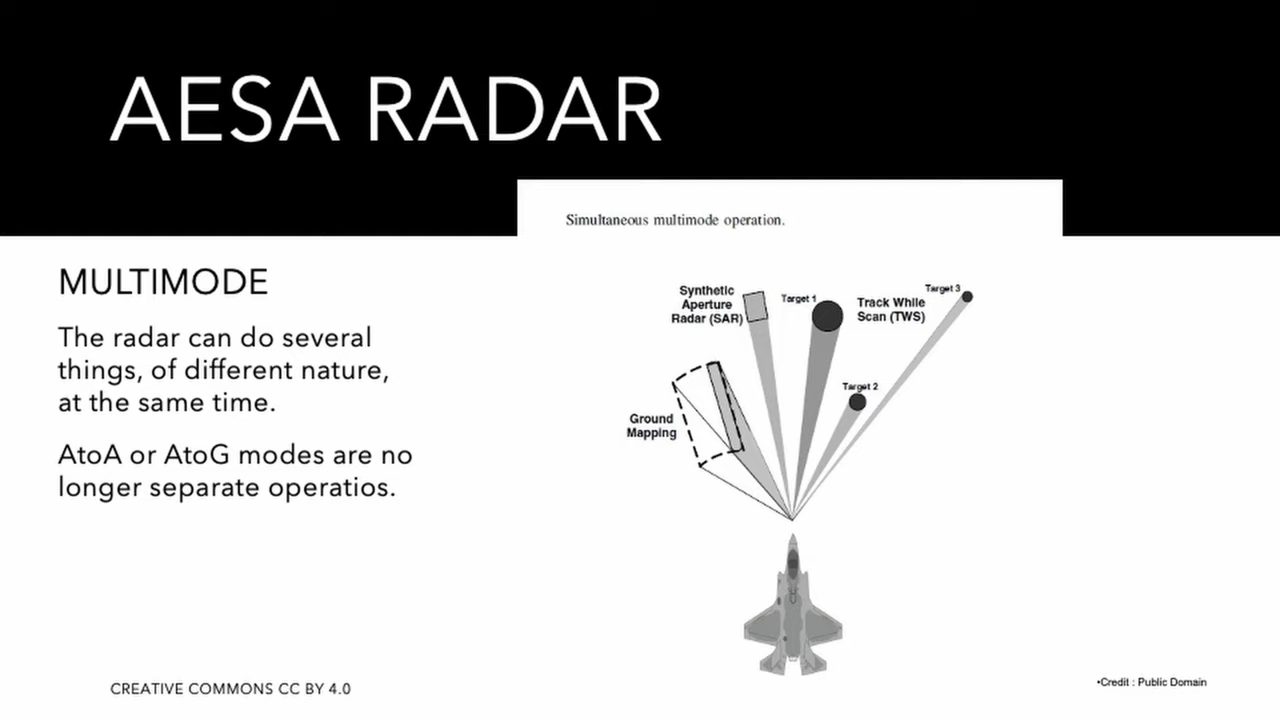 AESA RADAR
Simultaneous multimode operation.
MULTIMODE
The radar can do several
things, of different nature,
at the same time.
AtoA or AtoG modes are no
longer separate operatios.
Synthetic
Aperture
Radar (SAR)
Target 1
Track While
Scan (TWS)
Target 3
Target 2
Ground
Mapping
CREATIVE COMMONS CC BY 4.0
•Credit : Public Domain